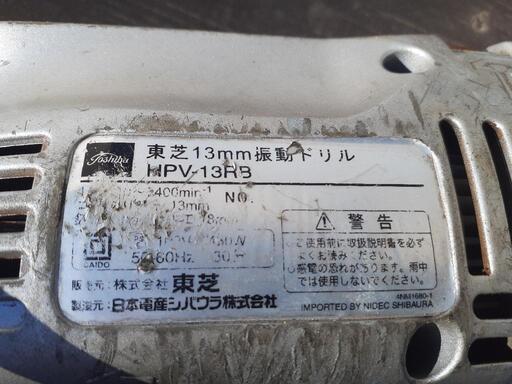 Toshiba
東芝13mm振動ドリル
HPV-13RB
2400min⁻¹ NO.
13mm
CAIDO
60Hz
⚠警告
○ご使用前に取扱説明書を必ず
よくお読みください。
○感電の恐れがあります。雨中
では使用しないでください。
販売元:株式会社 東芝
製造元:日本電産シバウラ株式会社
4NM1680-1
IMPORTED BY NIDEC SHIBAURA